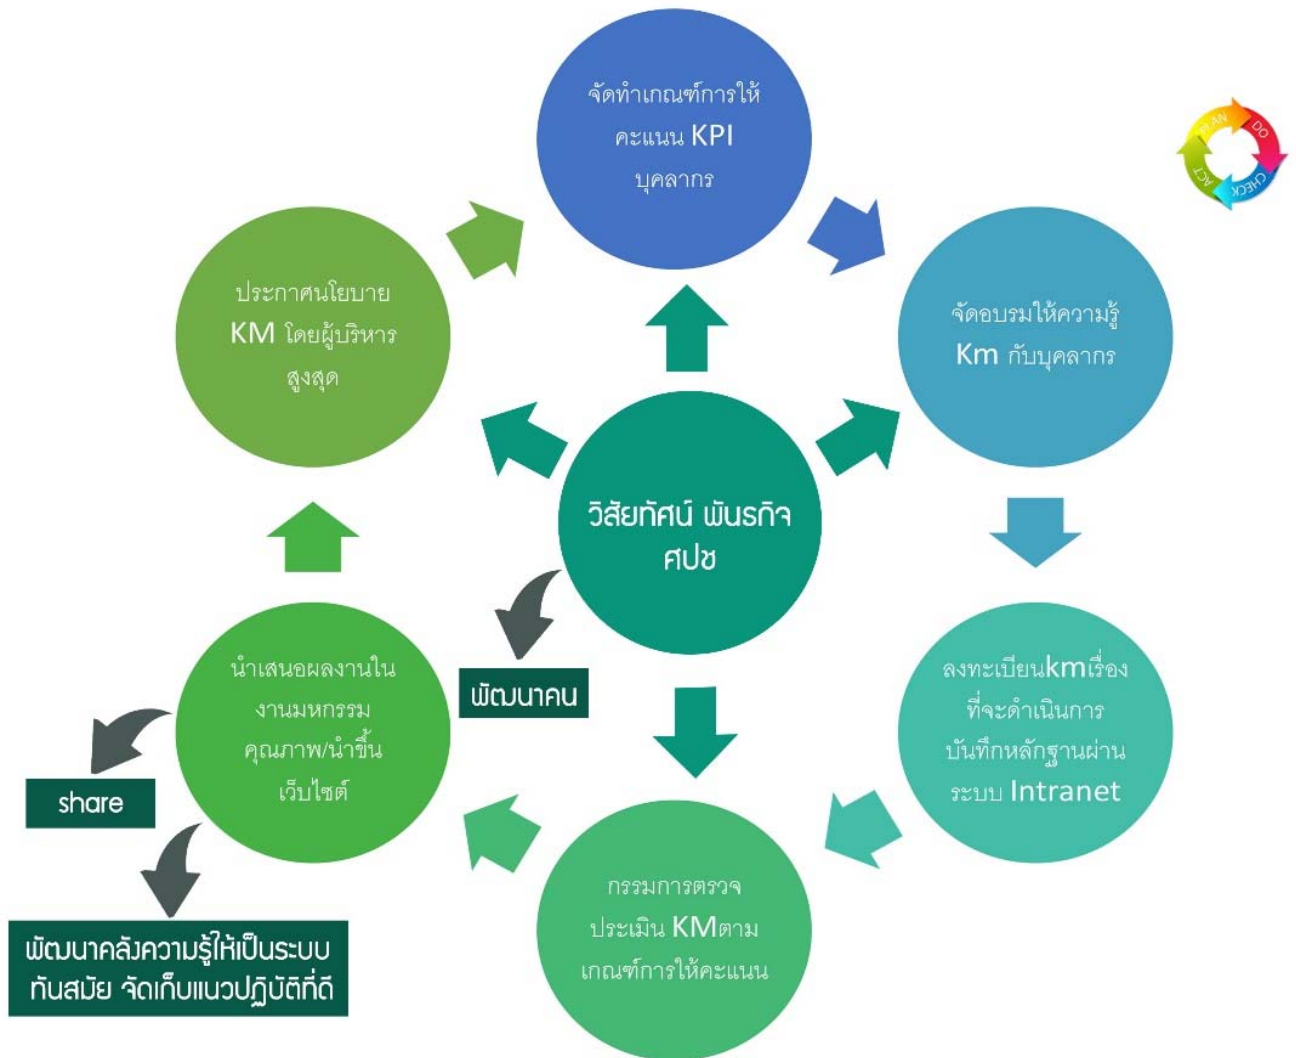 จัดทำเกณฑ์การให้
คะแนน KPI
บุคลากร
PLAN
DO
CHECK
ACT
ประกาศนโยบาย
KM โดยผู้บริหาร
สูงสุด
จัดอบรมให้ความรู้
Km กับบุคลากร
วิสัยทัศน์ พันธกิจ
ศปช
นำเสนอผลงานใน
งานมหกรรม
คุณภาพ/นำขึ้น
เว็บไซต์
พัฒนาคน
ลงทะเบียนkmเรื่อง
ที่จะดำเนินการ
บันทึกหลักฐานผ่าน
ระบบ Intranet
share
กรรมการตรวจ
ประเมิน KMตาม
เกณฑ์การให้คะแนน
พัฒนาคลังความรู้ให้เป็นระบบ
ทันสมัย จัดเก็บแนวปฏิบัติที่ดี